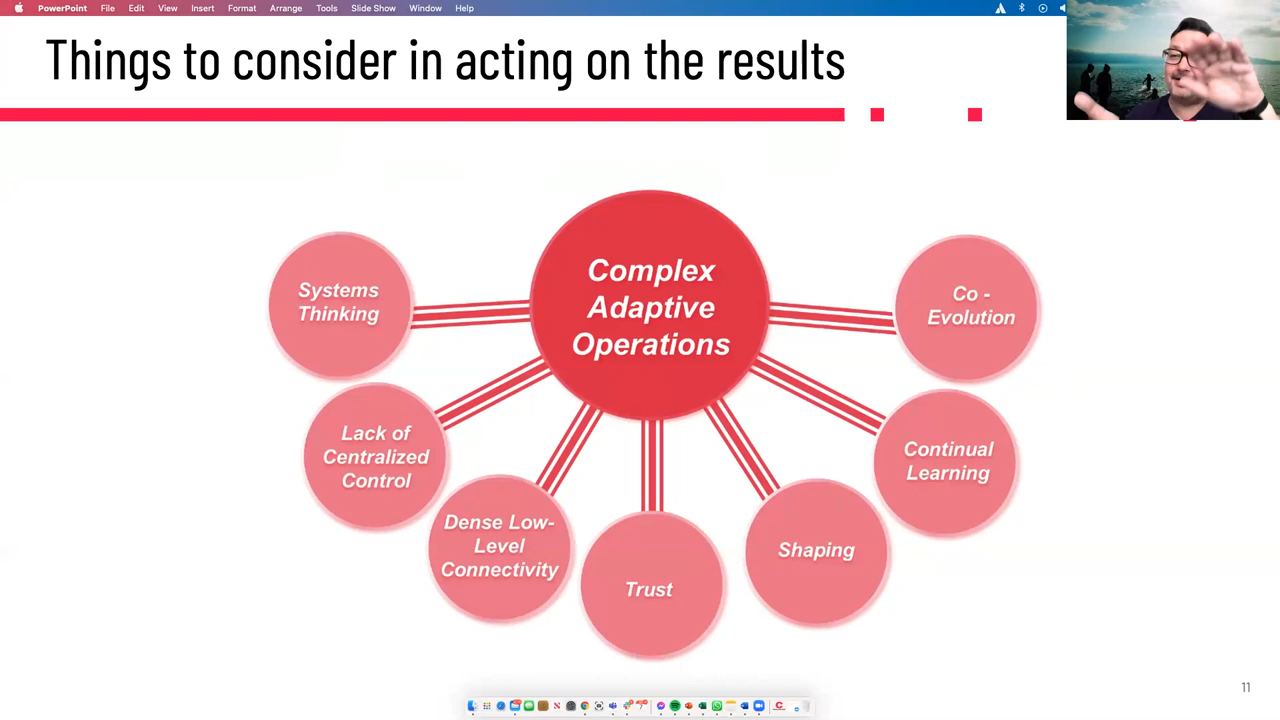 PowerPoint File Edit View Insert Format Arrange Tools Slide Show Window Help
Things to consider in acting on the results
Complex
Adaptive
Operations
Systems
Thinking
Lack of
Centralized
Control
Dense Low-
Level
Connectivity
Trust
Shaping
Continual
Learning
Co -
Evolution
11